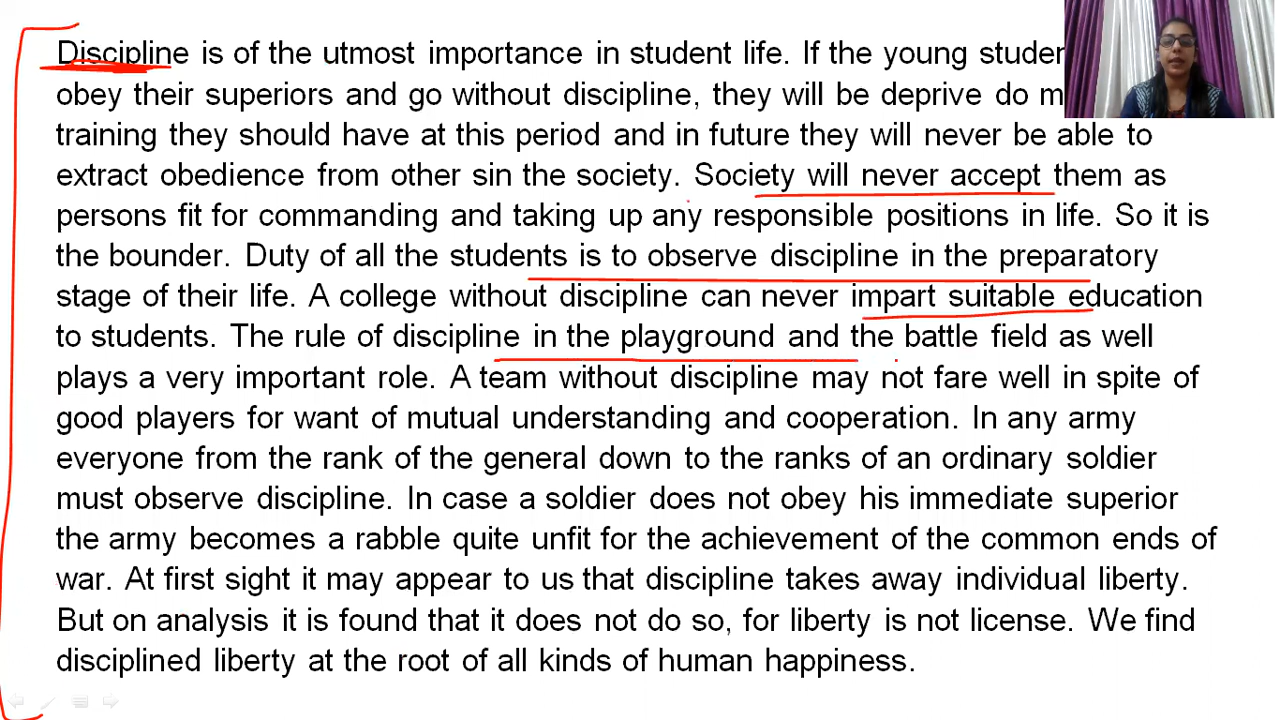 Discipline is of the utmost importance in student life. If the young
obey their superiors and go without discipline, they will be deprive do
training they should have at this period and in future they will never be able to
extract obedience from other sin the society. Society will never accept them as
persons fit for commanding and taking up any responsible positions in life. So it is
the bounder. Duty of all the students is to observe discipline in the preparatory
stage of their life. A college without discipline can never impart suitable education
to students. The rule of discipline in the playground and the battle field as well
plays a very important role. A team without discipline may not fare well in spite of
good players for want of mutual understanding and cooperation. In any army
everyone from the rank of the general down to the ranks of an ordinary soldier
must observe discipline. In case a soldier does not obey his immediate superior
the army becomes a rabble quite unfit for the achievement of the common ends of
war. At first sight it may appear to us that discipline takes away individual liberty.
But on analysis it is found that it does not do so, for liberty is not license. We find
disciplined liberty at the root of all kinds of human happiness.